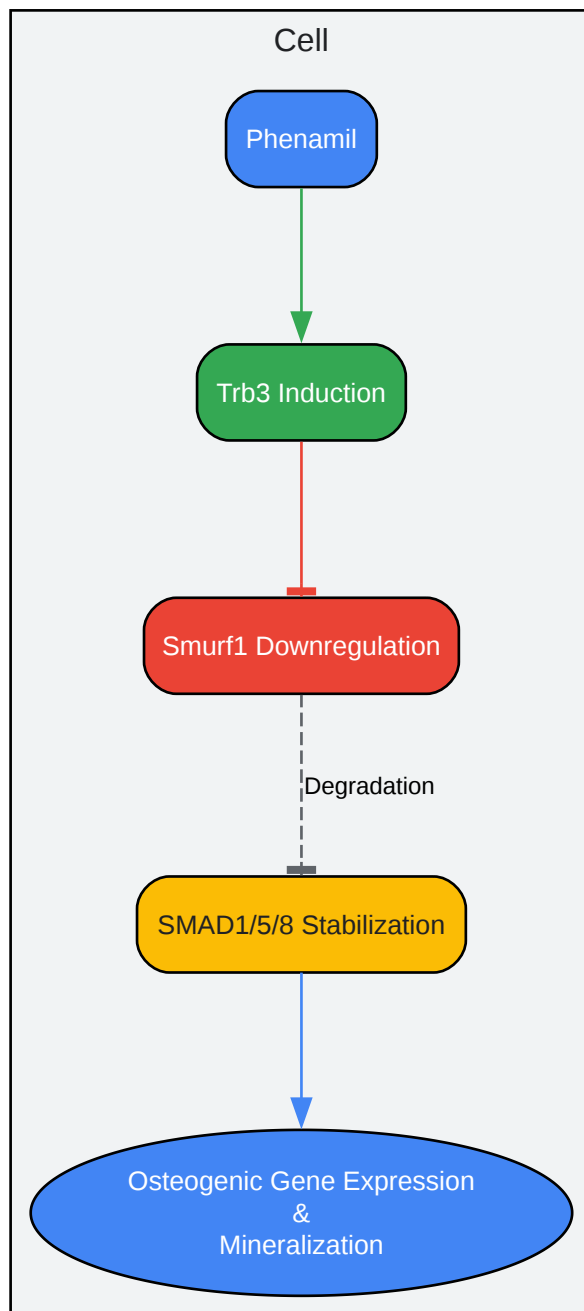 Cell
Phenamil
Trb3 Induction
Smurf1 Downregulation
Degradation
SMAD1/5/8 Stabilization
Osteogenic Gene Expression
&
Mineralization